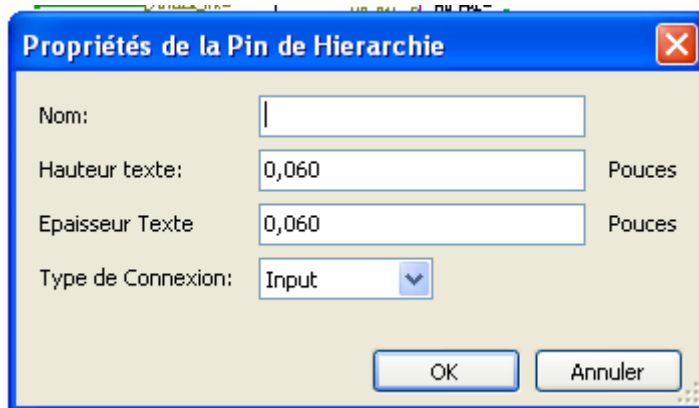 Propriétés de la Pin de Hierarchie
Nom:
Hauteur texte: 0,060 Pouces
Epaisseur Texte 0,060 Pouces
Type de Connexion: Input
OK Annuler